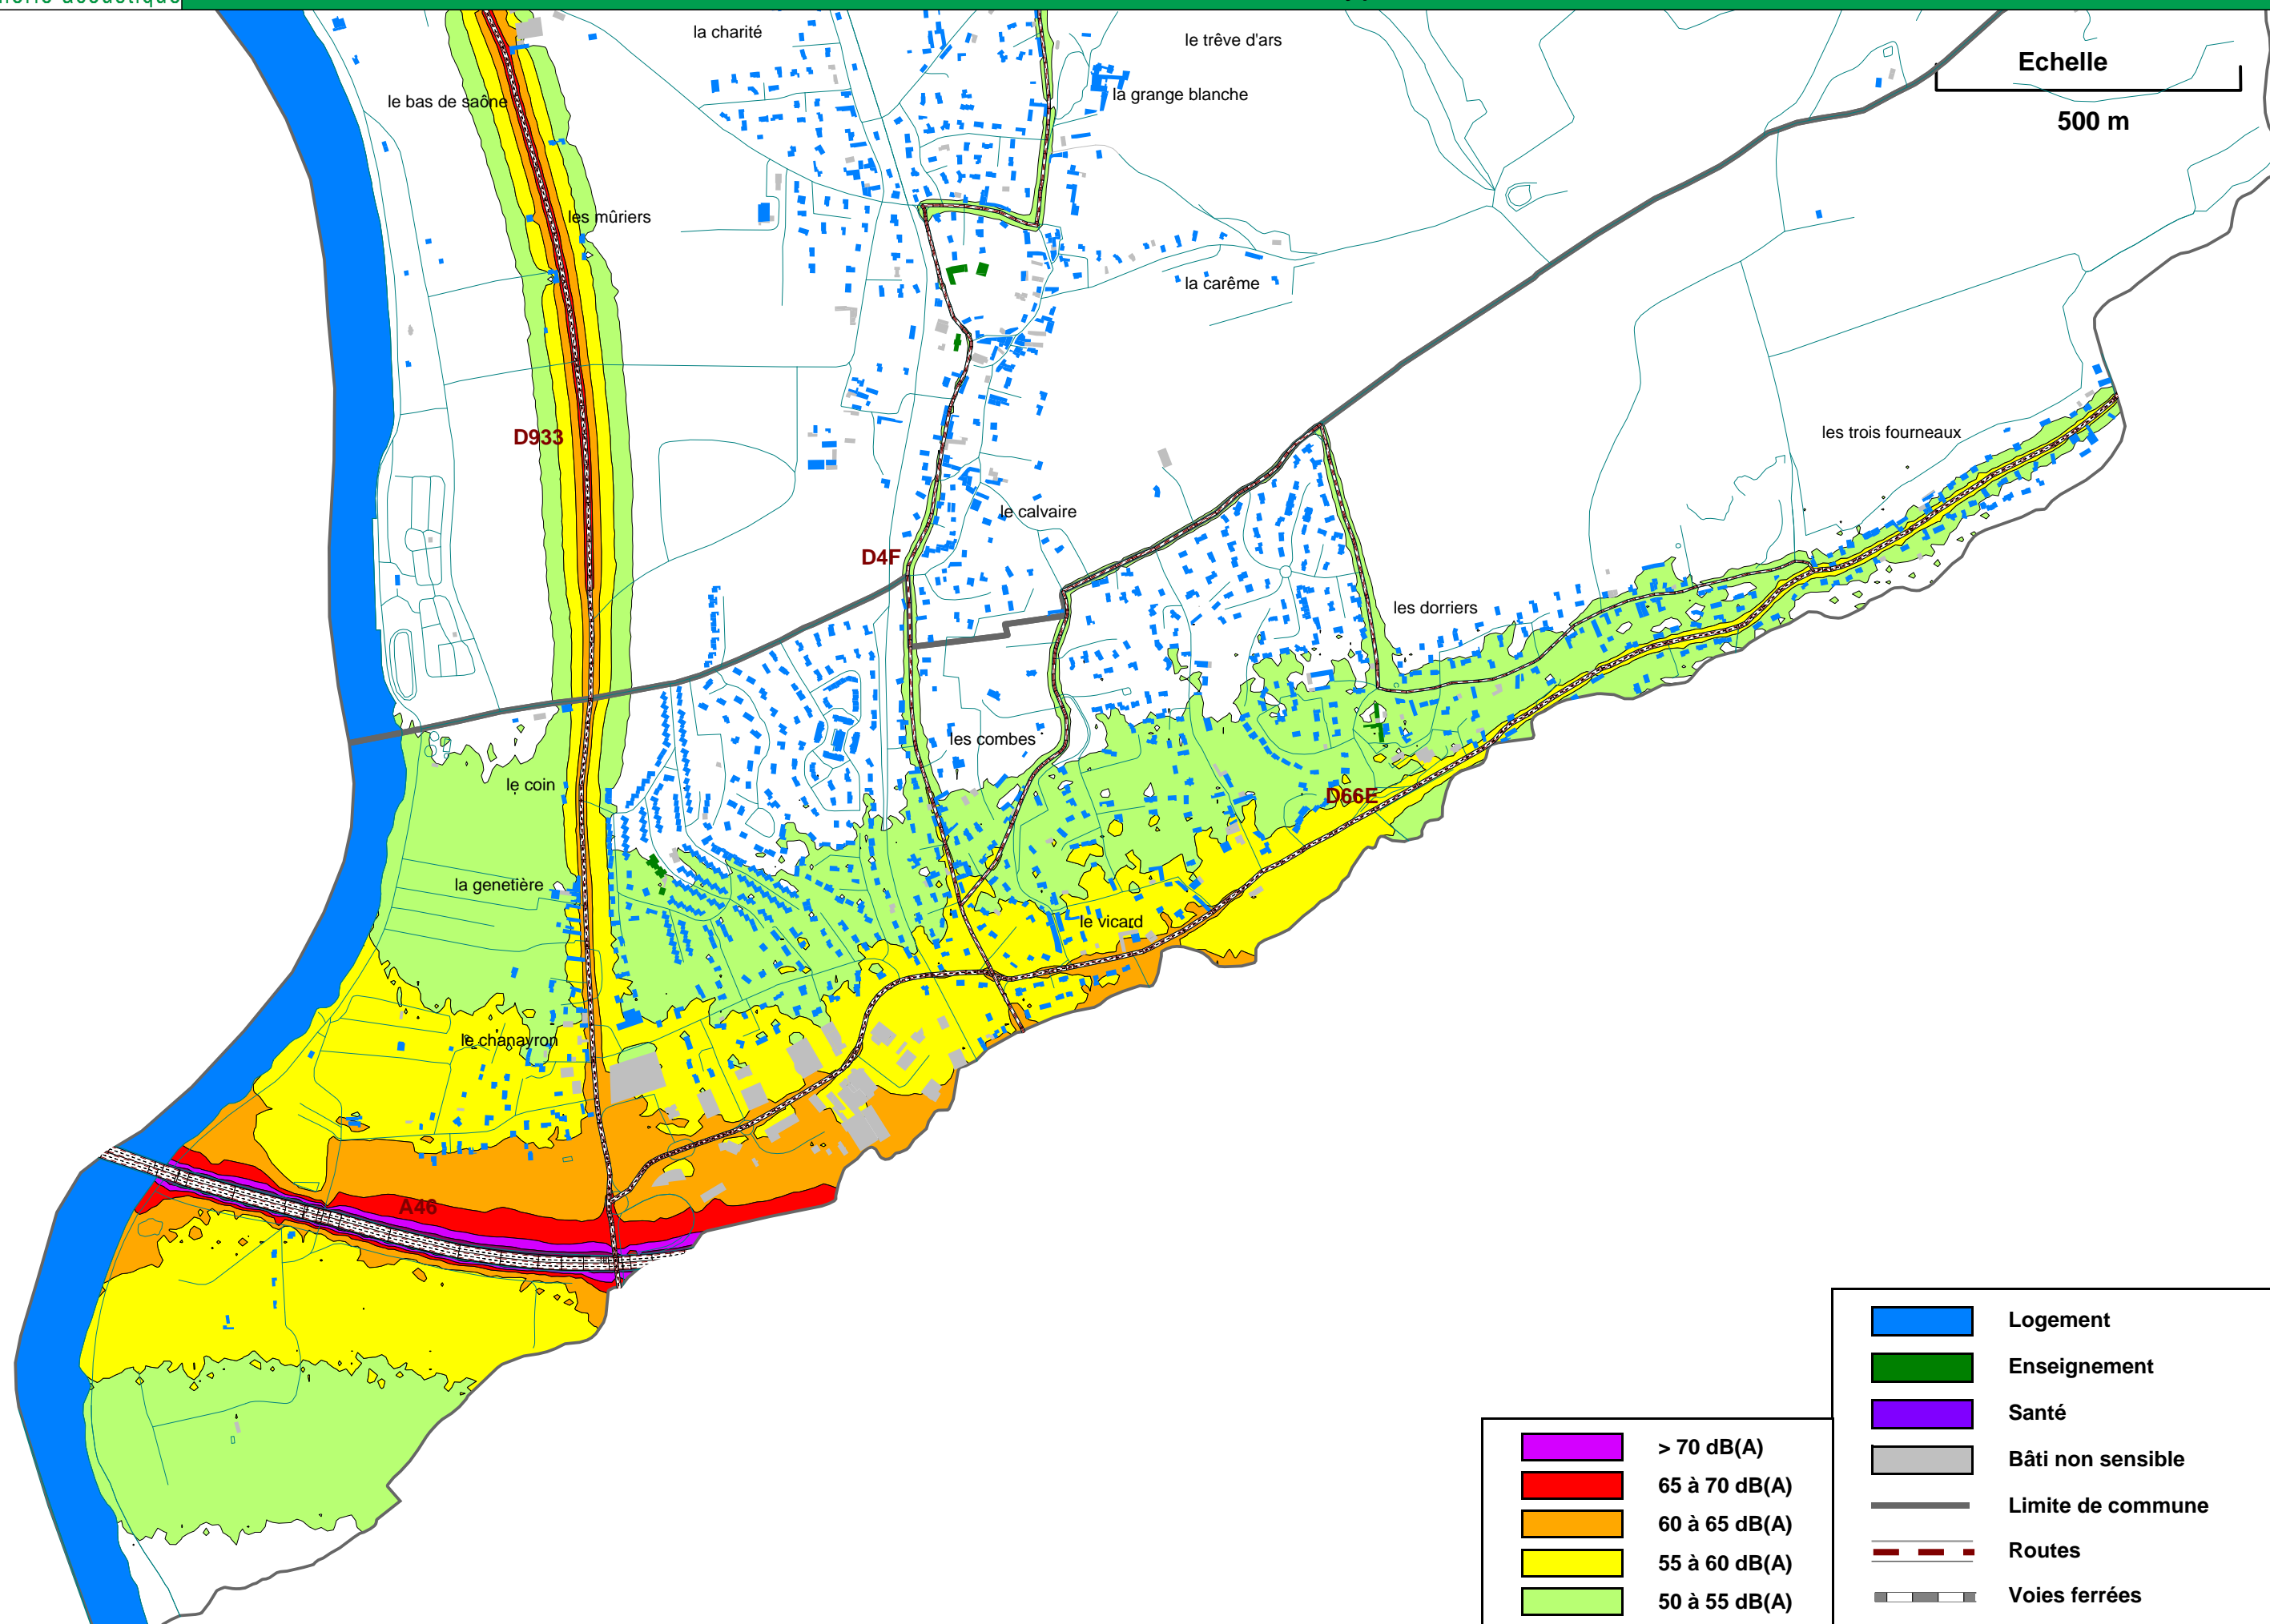 la charité
le trêve d'ars
Echelle
500 m
le bas de saône
la grange blanche
les mûriers
la carême
D933
les trois fourneaux
le calvaire
D4F
les dorriers
les combes
le coin
D66E
la genetière
le vicard
le chanayron
A46
> 70 dB(A)
65 à 70 dB(A)
60 à 65 dB(A)
55 à 60 dB(A)
50 à 55 dB(A)
Logement
Enseignement
Santé
Bâti non sensible
Limite de commune
Routes
Voies ferrées